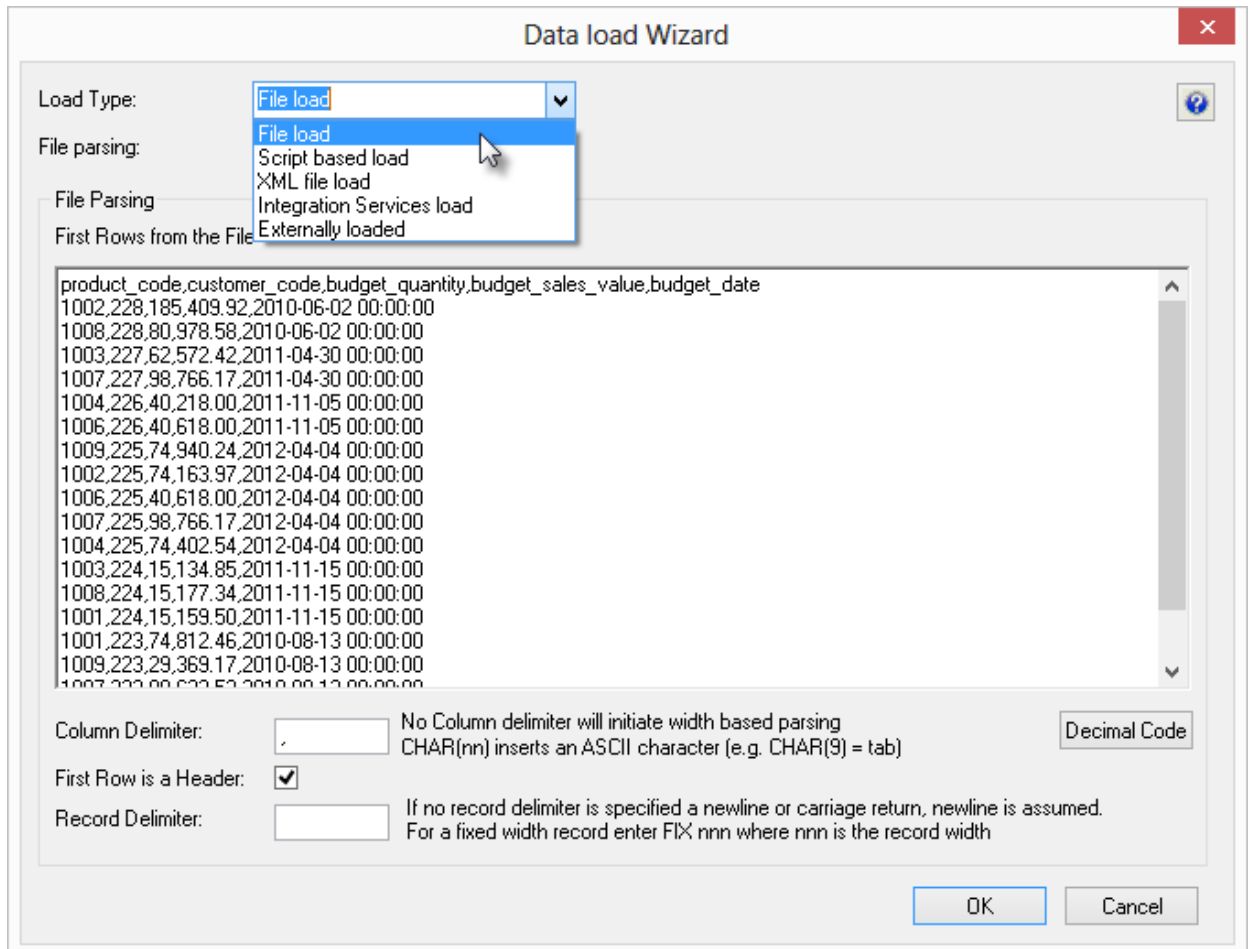 Data load Wizard
Load Type:
File load
File load
Script based load
XML file load
Integration Services load
Externally loaded
File parsing:
File Parsing
First Rows from the File
product_code,customer_code,budget_quantity,budget_sales_value,budget_date
1002,228,185,409.92,2010-06-02 00:00:00
1008,228,80,978.58,2010-06-02 00:00:00
1003,227,62,572.42,2011-04-30 00:00:00
1007,227,98,766.17,2011-04-30 00:00:00
1004,226,40,218.00,2011-11-05 00:00:00
1006,226,40,618.00,2011-11-05 00:00:00
1009,225,74,940.24,2012-04-04 00:00:00
1002,225,74,163.97,2012-04-04 00:00:00
1006,225,40,618.00,2012-04-04 00:00:00
1007,225,98,766.17,2012-04-04 00:00:00
1004,225,74,402.54,2012-04-04 00:00:00
1003,224,15,134.85,2011-11-15 00:00:00
1008,224,15,177.34,2011-11-15 00:00:00
1001,224,15,159.50,2011-11-15 00:00:00
1001,223,74,812.46,2010-08-13 00:00:00
1009,223,29,369.17,2010-08-13 00:00:00
Column Delimiter:
,
No Column delimiter will initiate width based parsing
CHAR(nn) inserts an ASCII character (e.g. CHAR(9) = tab)
Decimal Code
First Row is a Header:
Record Delimiter:
If no record delimiter is specified a newline or carriage return, newline is assumed.
For a fixed width record enter FIX nnn where nnn is the record width
OK
Cancel